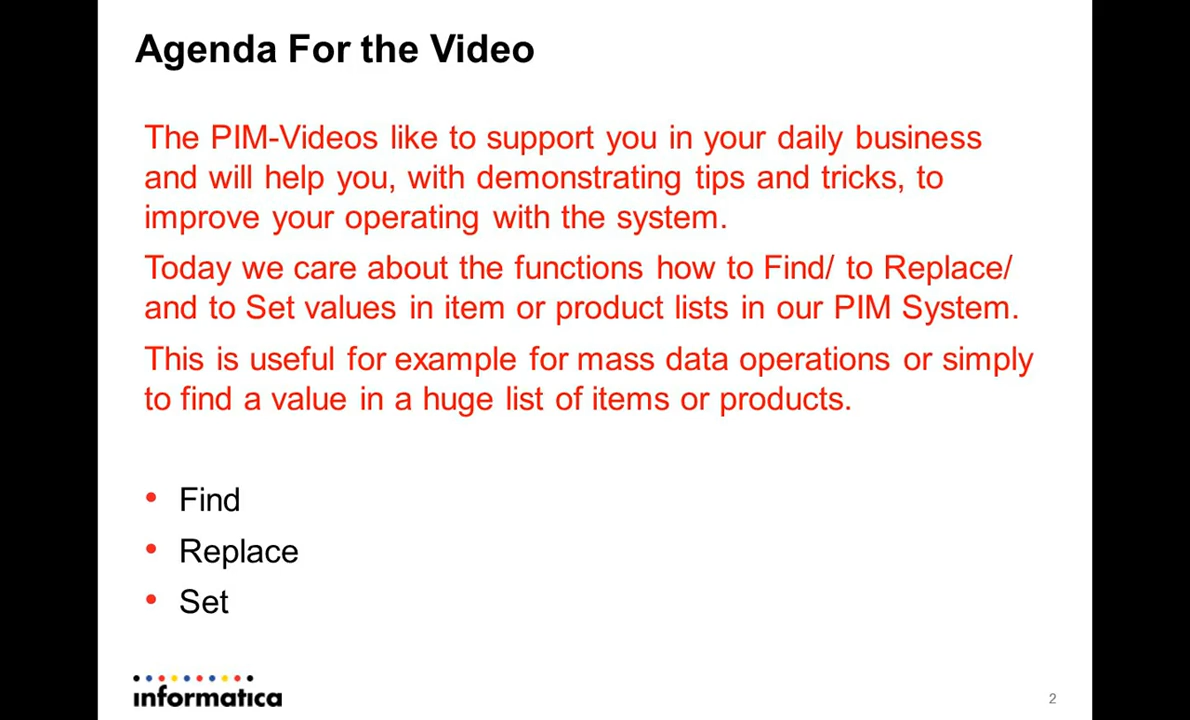 Agenda For the Video
The PIM-Videos like to support you in your daily business
and will help you, with demonstrating tips and tricks, to
improve your operating with the system.
Today we care about the functions how to Find/ to Replace/
and to Set values in item or product lists in our PIM System.
This is useful for example for mass data operations or simply
to find a value in a huge list of items or products.
• Find
• Replace
• Set
informatica
2